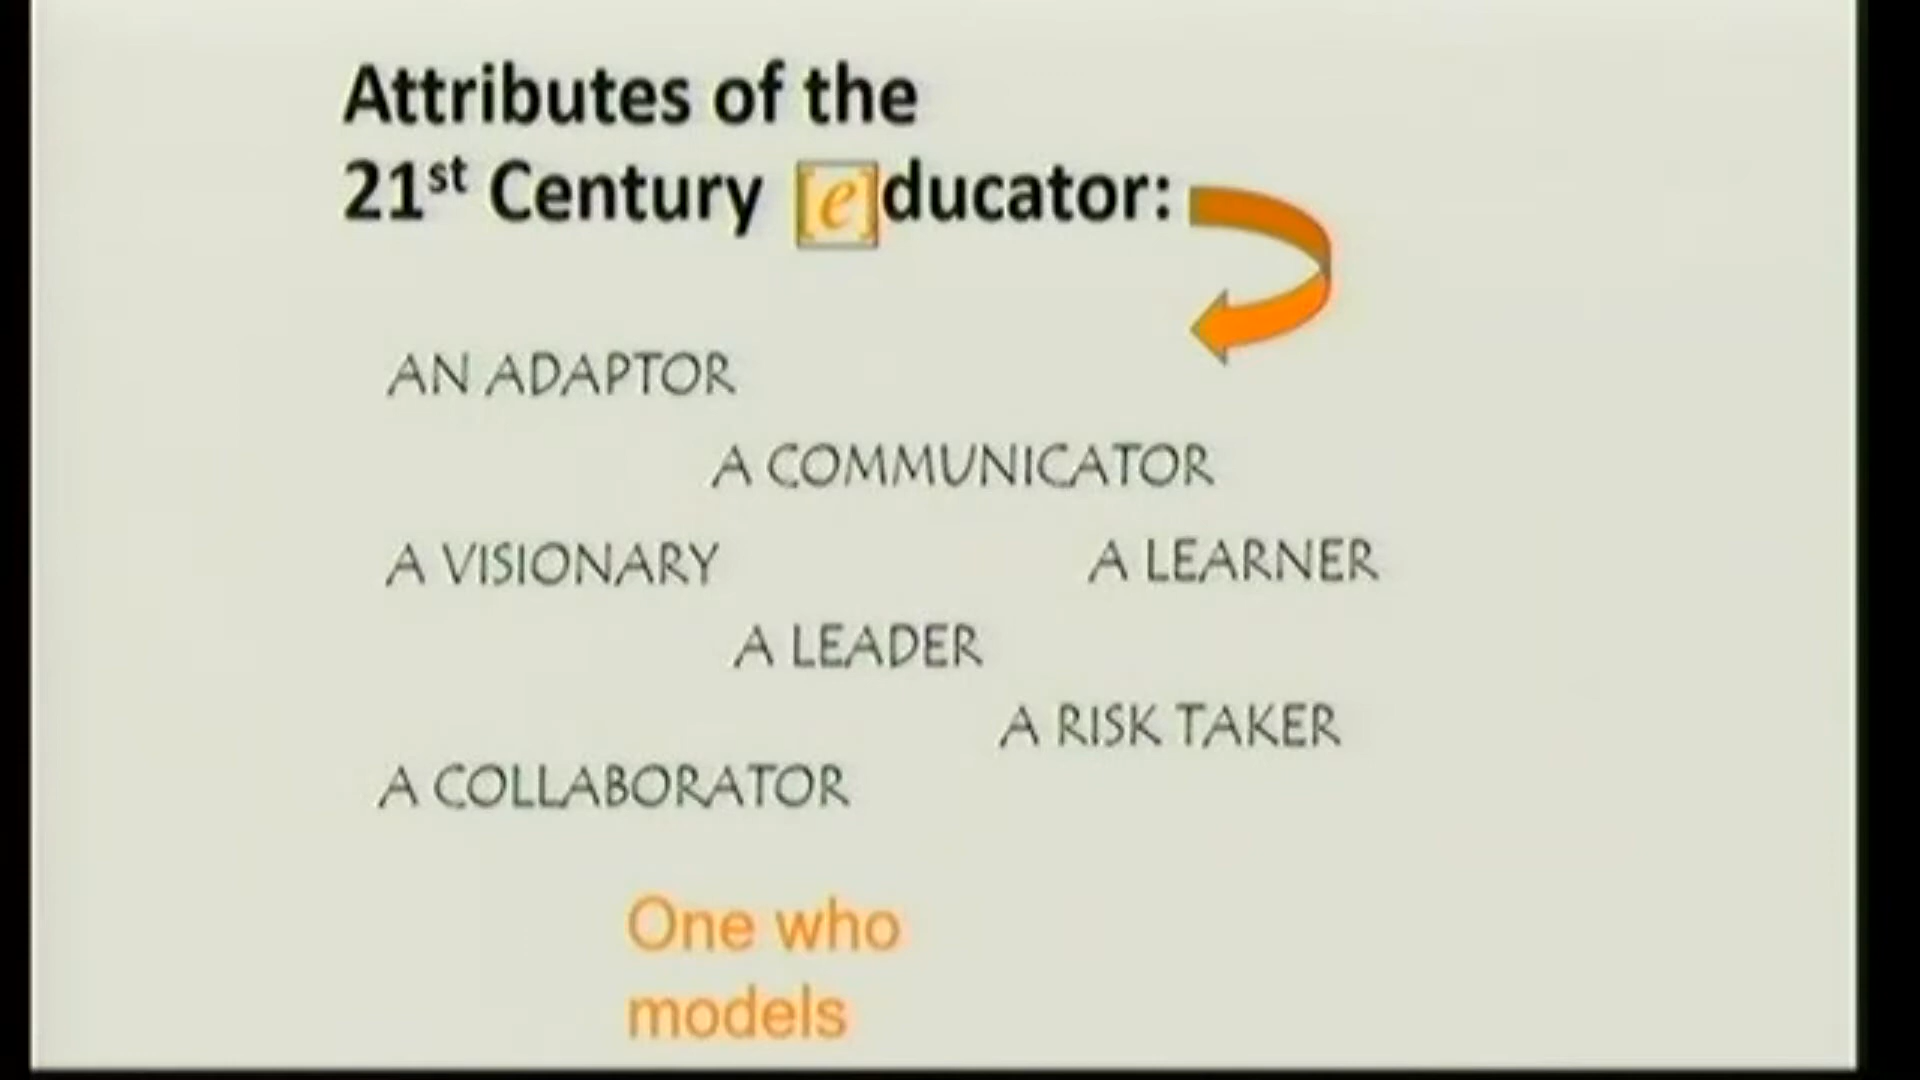 Attributes of the
21st Century [e]ducator:
AN ADAPTOR
A COMMUNICATOR
A VISIONARY
A LEARNER
A LEADER
A RISK TAKER
A COLLABORATOR
One who
models